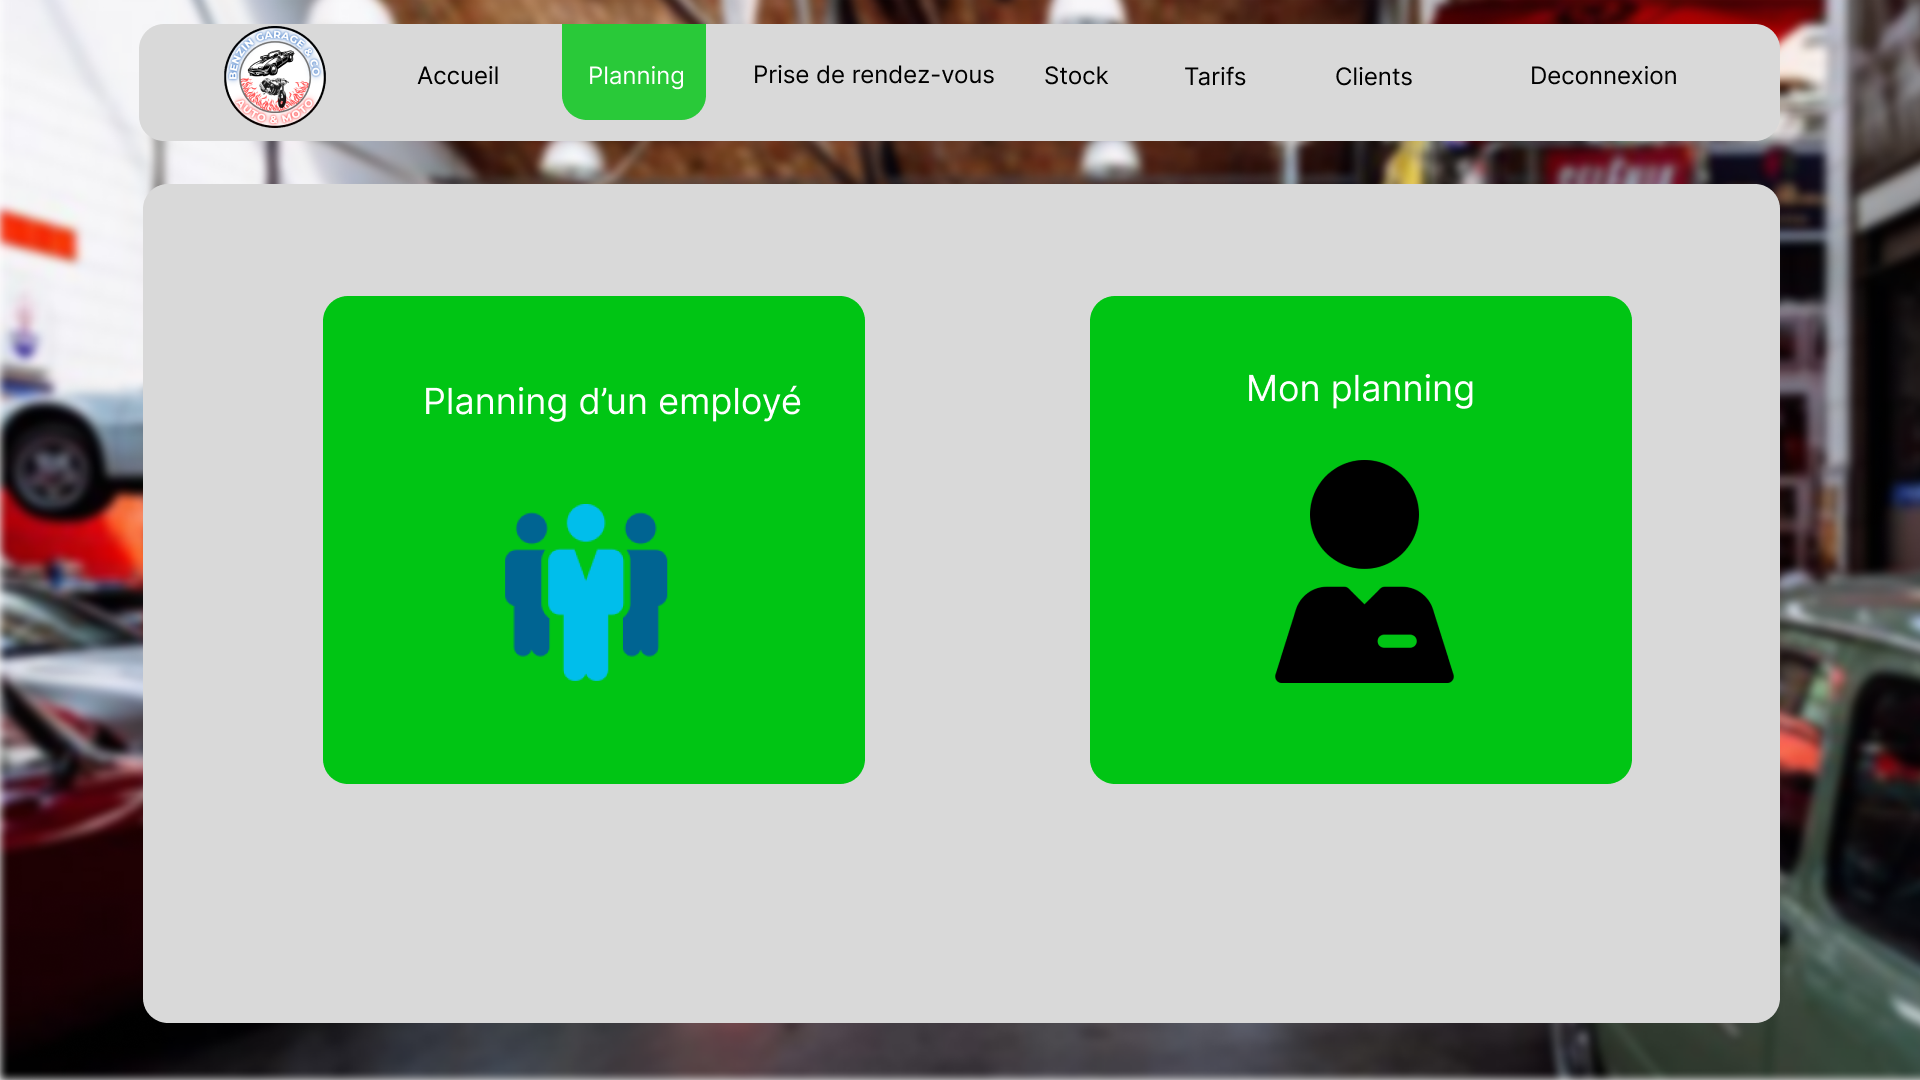 BENZIN GARAGE & CO
AUTO & MOTO
Accueil
Planning
Prise de rendez-vous
Stock
Tarifs
Clients
Deconnexion
Planning d’un employé
Mon planning